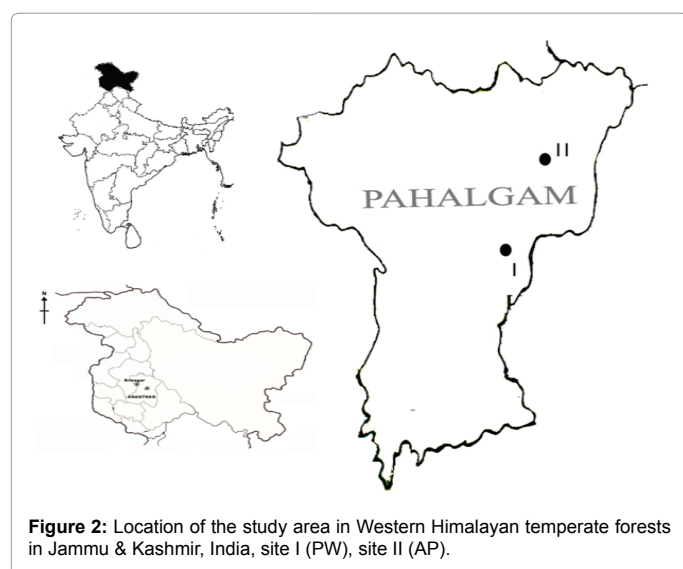 II
PAHALGAM
I
N
Srinagar
ANANTNAG
Figure 2: Location of the study area in Western Himalayan temperate forests
in Jammu & Kashmir, India, site I (PW), site II (AP).